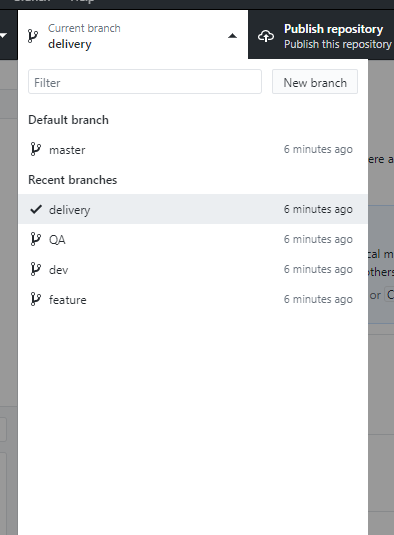 Current branch
delivery
Publish repository
Publish this repository
Filter
New branch
Default branch
master 6 minutes ago
Recent branches
delivery 6 minutes ago
QA 6 minutes ago
dev 6 minutes ago
feature 6 minutes ago
ere a
cal m
others
or C